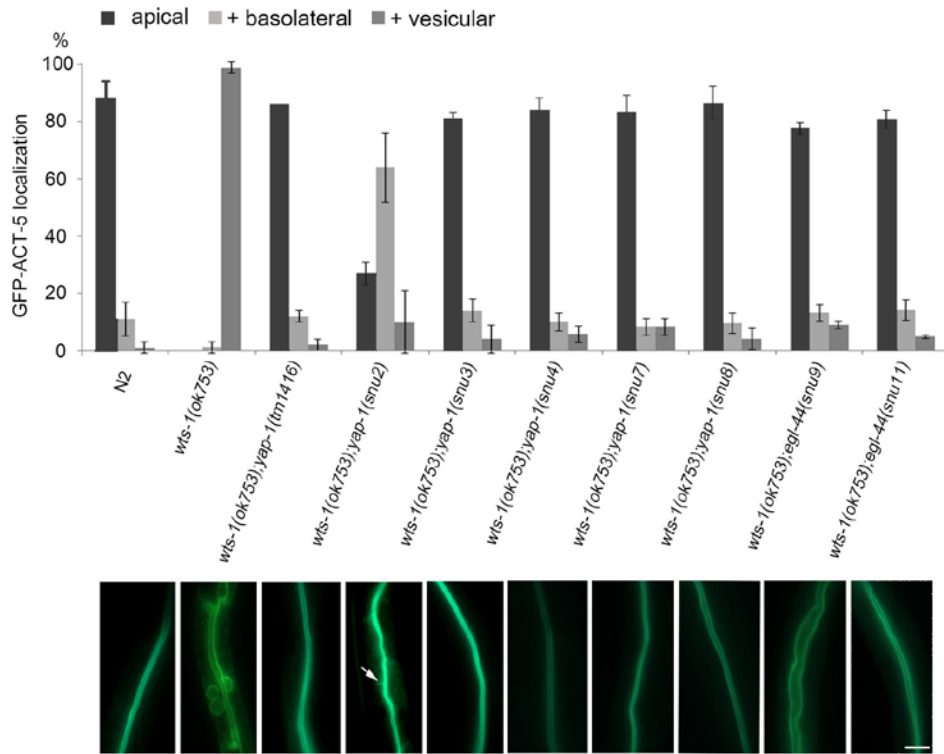 apical + basolateral + vesicular
%
100
80
60
40
20
0
GFP-ACT-5 localization
N2
wts-1(ok753)
wts-1(ok753);yap-1(tm1416)
wts-1(ok753);yap-1(snu2)
wts-1(ok753);yap-1(snu3)
wts-1(ok753);yap-1(snu4)
wts-1(ok753);yap-1(snu7)
wts-1(ok753);yap-1(snu8)
wts-1(ok753);egl-44(snu9)
wts-1(ok753);egl-44(snu11)